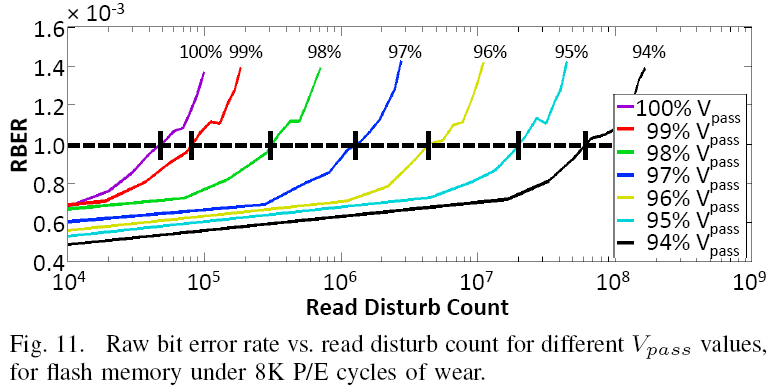 × 10⁻³
1.6
1.4
1.2
1.0
0.8
0.6
0.4
RBER
100% 99% 98% 97% 96% 95% 94%
100% Vpass
99% Vpass
98% Vpass
97% Vpass
96% Vpass
95% Vpass
94% Vpass
10⁴ 10⁵ 10⁶ 10⁷ 10⁸ 10⁹
Read Disturb Count
Fig. 11. Raw bit error rate vs. read disturb count for different Vpass values,
for flash memory under 8K P/E cycles of wear.